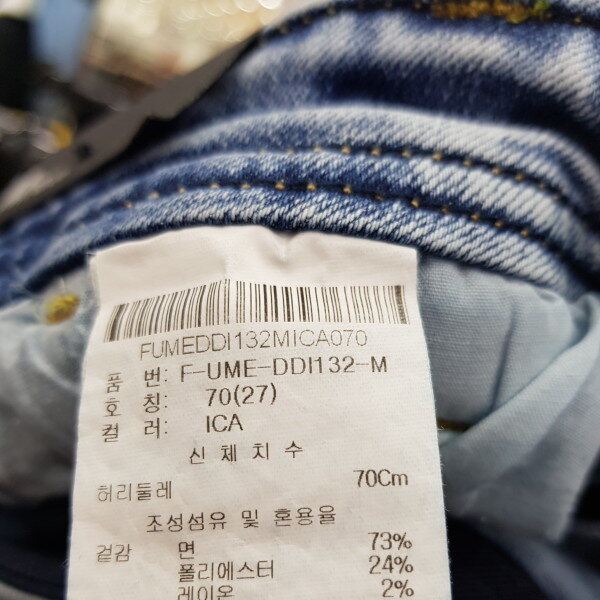 FUMEDDI132MICA070
품 번: F-UME-DDI132-M
호 칭: 70(27)
컬 러: ICA
신체치수
허리둘레 70Cm
조성섬유 및 혼용율
겉감 면 73%
폴리에스터 24%
레이온 2%